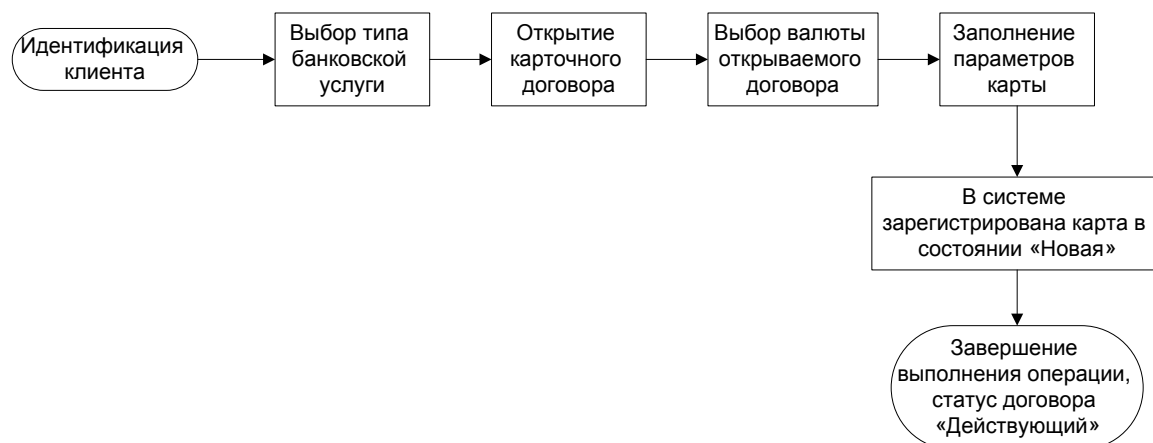 Идентификация
клиента
Выбор типа
банковской
услуги
Открытие
карточного
договора
Выбор валюты
открываемого
договора
Заполнение
параметров
карты
В системе
зарегистрирована карта в
состоянии «Новая»
Завершение
выполнения операции,
статус договора
«Действующий»